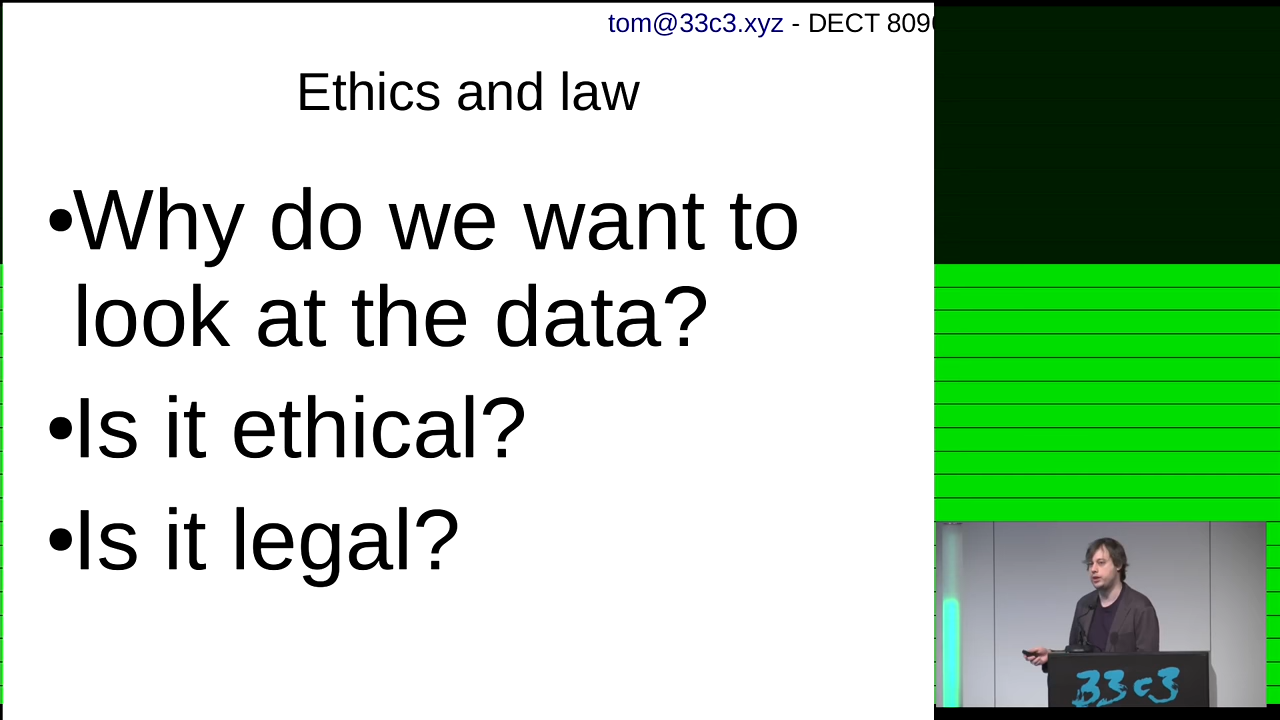 tom@33c3.xyz - DECT 809
Ethics and law
•Why do we want to
look at the data?
•Is it ethical?
•Is it legal?
33c3